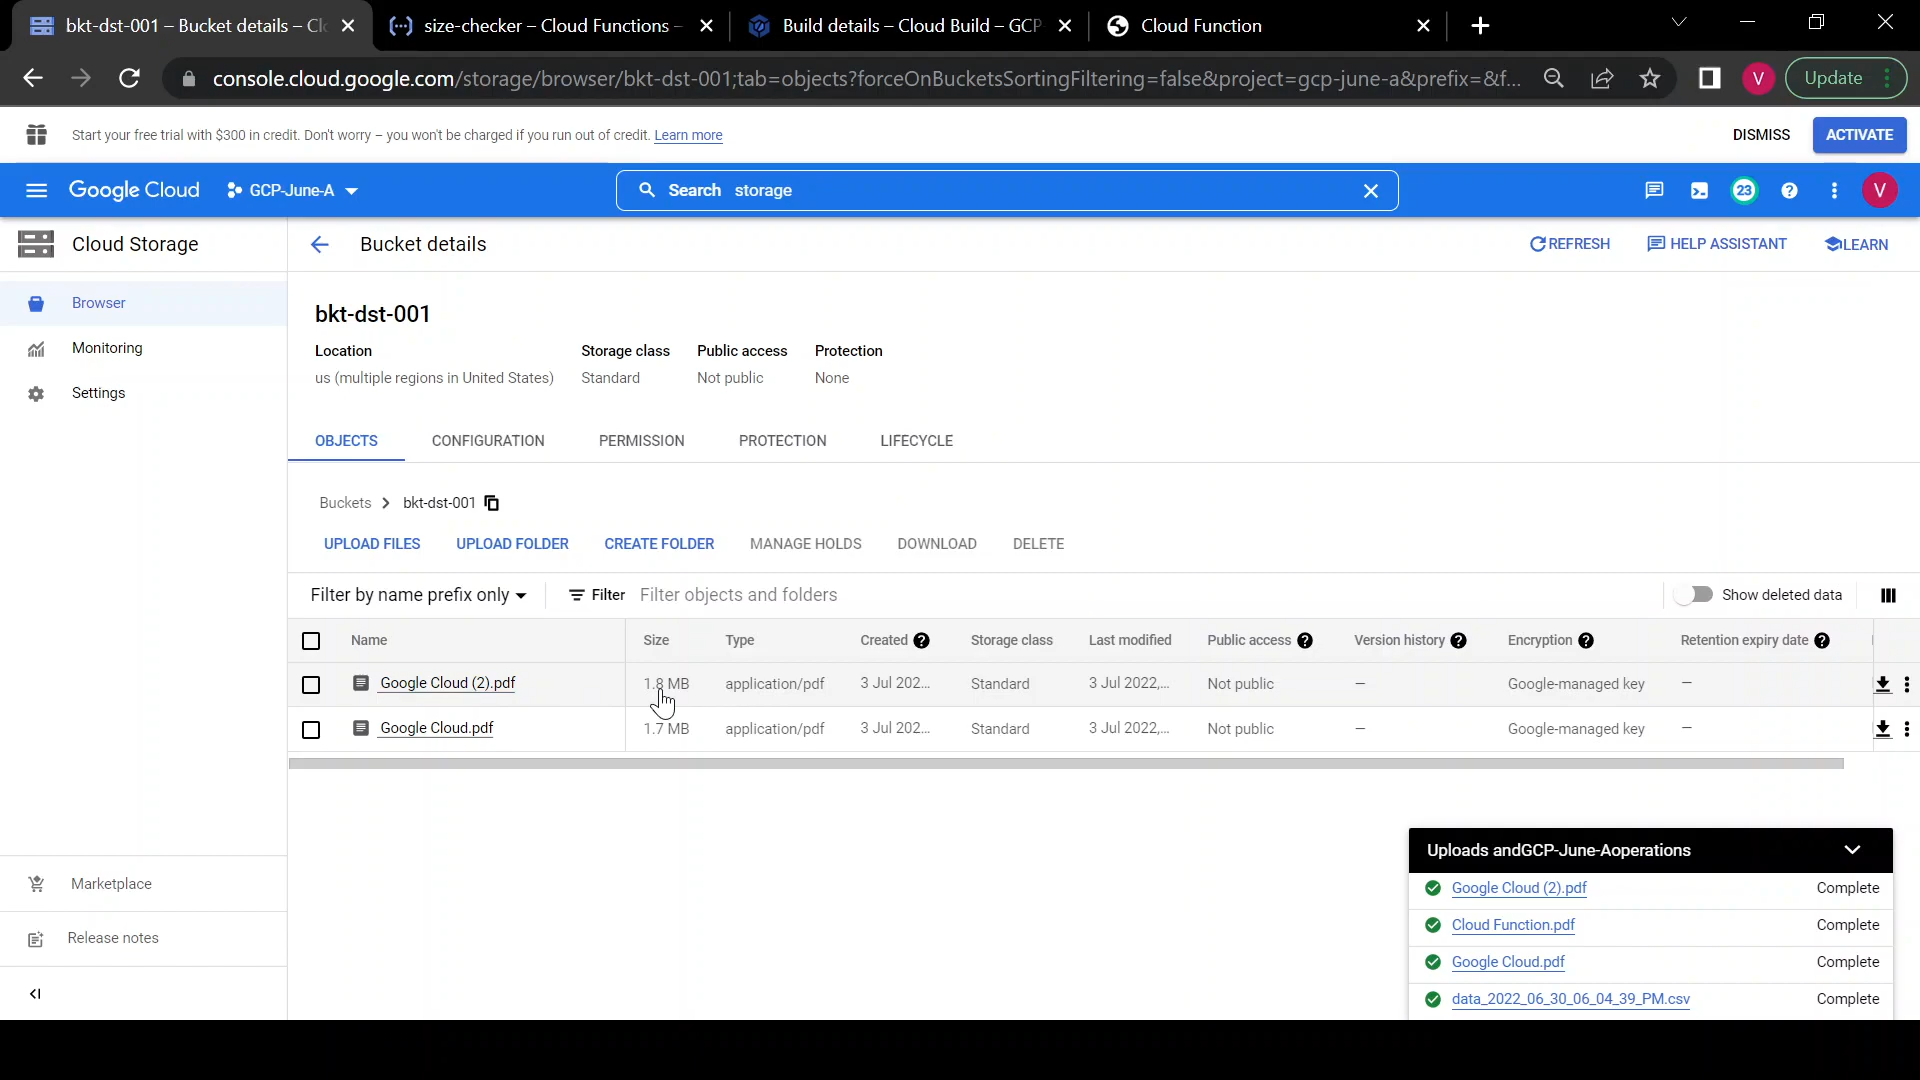 bkt-dst-001 – Bucket details – Cl
size-checker – Cloud Functions –
Build details – Cloud Build – GCP
Cloud Function
console.cloud.google.com/storage/browser/bkt-dst-001;tab=objects?forceOnBucketsSortingFiltering=false&project=gcp-june-a&prefix=&f...
V
Update
Start your free trial with $300 in credit. Don't worry – you won't be charged if you run out of credit. Learn more
DISMISS
ACTIVATE
Google Cloud
GCP-June-A
Search storage
23
V
Cloud Storage
Bucket details
REFRESH
HELP ASSISTANT
LEARN
Browser
Monitoring
Settings
bkt-dst-001
Location Storage class Public access Protection
us (multiple regions in United States) Standard Not public None
OBJECTS CONFIGURATION PERMISSION PROTECTION LIFECYCLE
Buckets > bkt-dst-001
UPLOAD FILES UPLOAD FOLDER CREATE FOLDER MANAGE HOLDS DOWNLOAD DELETE
Filter by name prefix only Filter Filter objects and folders Show deleted data
Name Size Type Created Storage class Last modified Public access Version history Encryption Retention expiry date
Google Cloud (2).pdf 1.8 MB application/pdf 3 Jul 202... Standard 3 Jul 2022,... Not public – Google-managed key –
Google Cloud.pdf 1.7 MB application/pdf 3 Jul 202... Standard 3 Jul 2022,... Not public – Google-managed key –
Uploads andGCP-June-Aoperations
Google Cloud (2).pdf Complete
Cloud Function.pdf Complete
Google Cloud.pdf Complete
data_2022_06_30_06_04_39_PM.csv Complete
Marketplace
Release notes